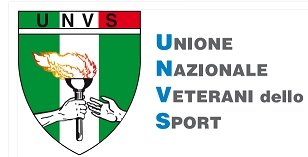 UNVS
UNIONE
NAZIONALE
VETERANI dello
SPORT